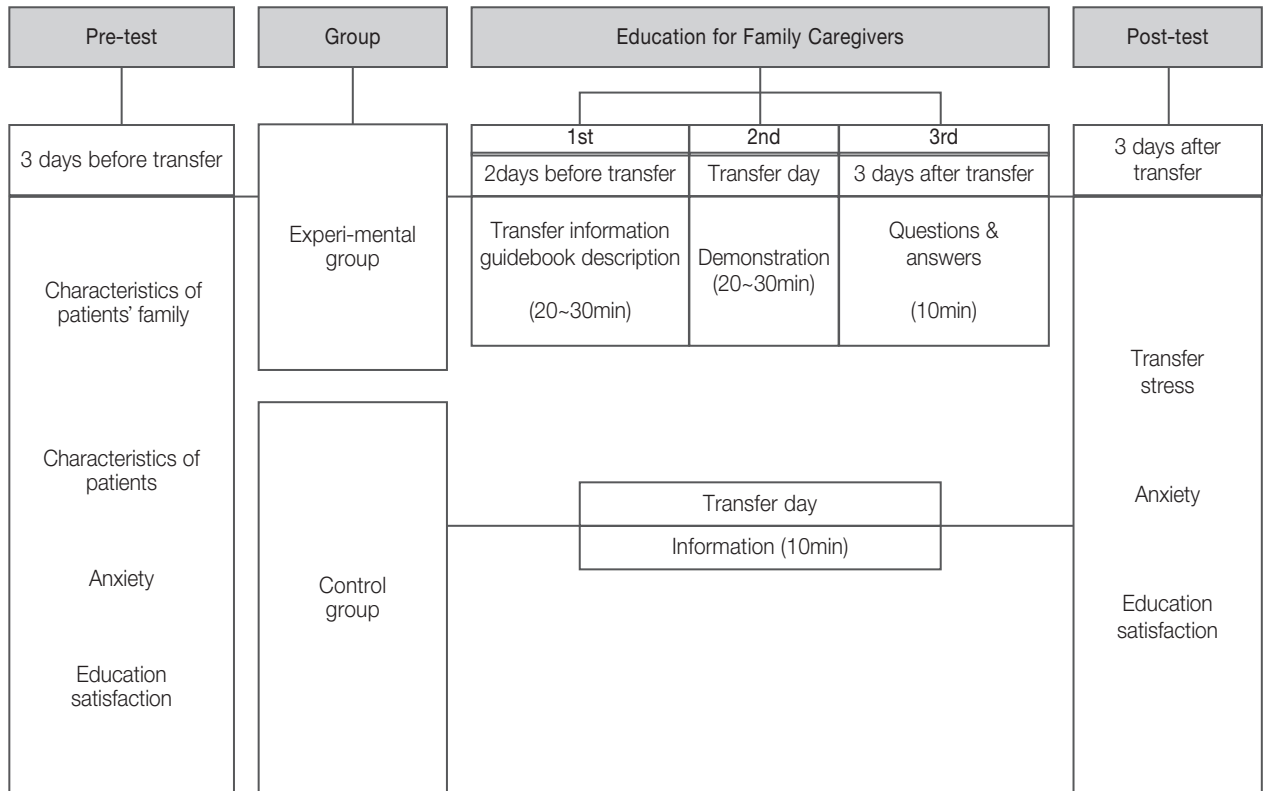 Pre-test
Group
Education for Family Caregivers
Post-test
3 days before transfer
Characteristics of
patients’ family
Characteristics of
patients
Anxiety
Education
satisfaction
Experi-mental
group
Control
group
1st
2nd
3rd
2days before transfer
Transfer day
3 days after transfer
Transfer information
guidebook description
(20~30min)
Demonstration
(20~30min)
Questions &
answers
(10min)
Transfer day
Information (10min)
3 days after
transfer
Transfer
stress
Anxiety
Education
satisfaction